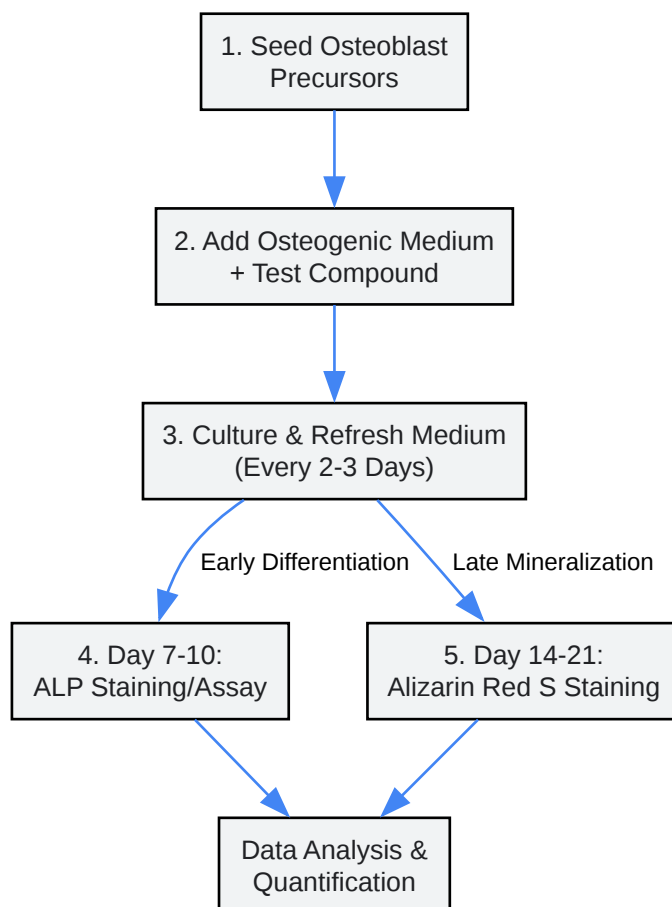 1. Seed Osteoblast
Precursors
2. Add Osteogenic Medium
+ Test Compound
3. Culture & Refresh Medium
(Every 2-3 Days)
Early Differentiation
Late Mineralization
4. Day 7-10:
ALP Staining/Assay
5. Day 14-21:
Alizarin Red S Staining
Data Analysis &
Quantification